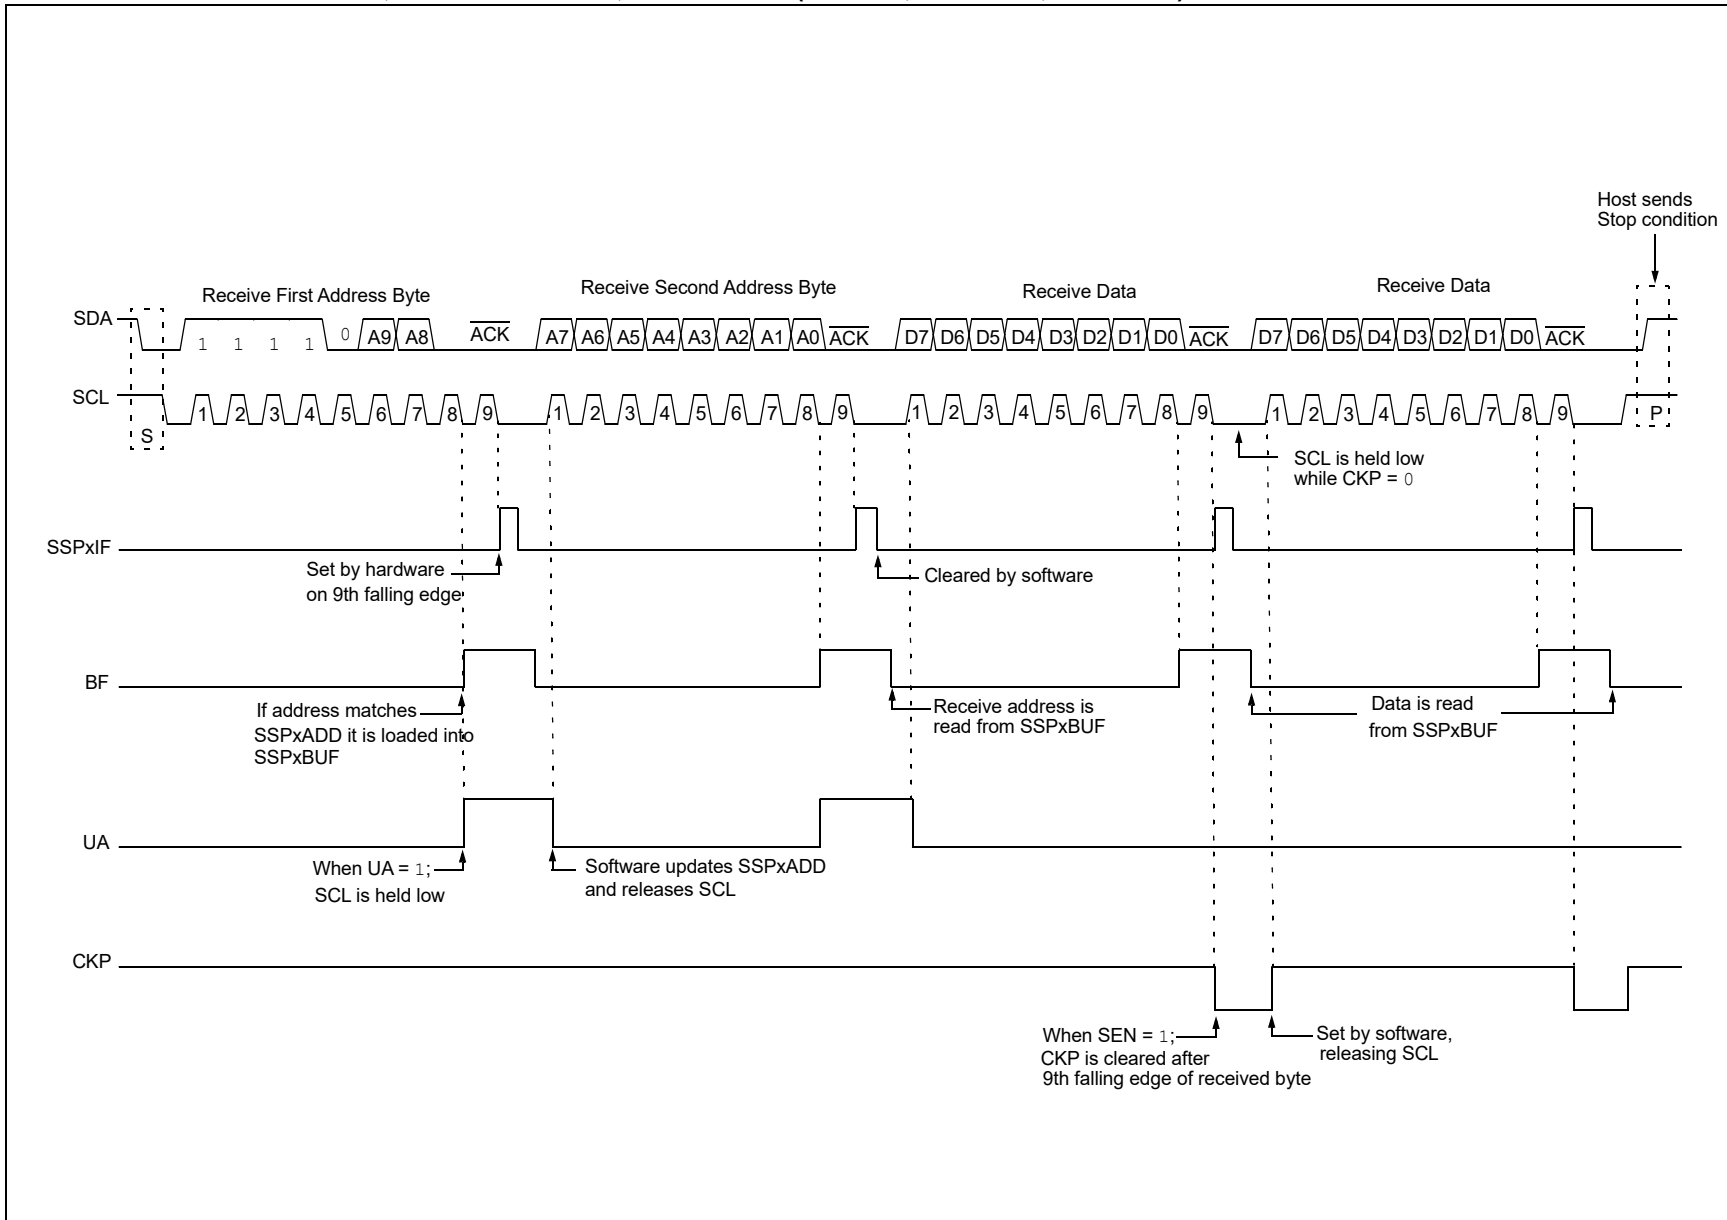 Host sends
Stop condition
Receive First Address Byte
Receive Second Address Byte
Receive Data
Receive Data
SDA
1 1 1 1 0 A9 A8 ACK A7 A6 A5 A4 A3 A2 A1 A0 ACK D7 D6 D5 D4 D3 D2 D1 D0 ACK D7 D6 D5 D4 D3 D2 D1 D0 ACK
SCL
S 1 2 3 4 5 6 7 8 9 1 2 3 4 5 6 7 8 9 1 2 3 4 5 6 7 8 9 1 2 3 4 5 6 7 8 9 P
SCL is held low
while CKP = 0
SSPxIF
Set by hardware
on 9th falling edge
Cleared by software
BF
If address matches
SSPxADD it is loaded into
SSPxBUF
Receive address is
read from SSPxBUF
Data is read
from SSPxBUF
UA
When UA = 1;
SCL is held low
Software updates SSPxADD
and releases SCL
CKP
When SEN = 1;
CKP is cleared after
9th falling edge of received byte
Set by software,
releasing SCL